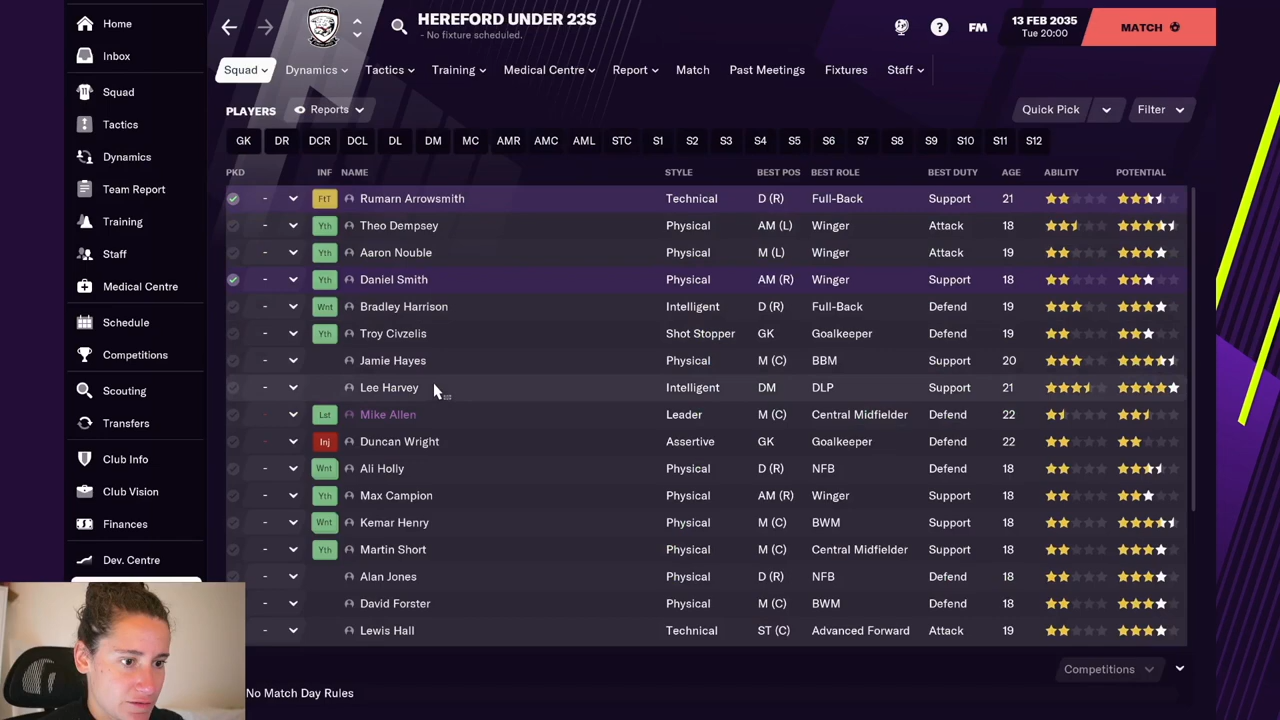 Home
Inbox
Squad
Tactics
Dynamics
Team Report
Training
Staff
Medical Centre
Schedule
Competitions
Scouting
Transfers
Club Info
Club Vision
Finances
Dev. Centre
HEREFORD UNDER 23S
- No fixture scheduled.
? FM 13 FEB 2035 MATCH
Tue 20:00
Squad Dynamics Tactics Training Medical Centre Report Match Past Meetings Fixtures Staff
PLAYERS Reports Quick Pick Filter
GK DR DCR DCL DL DM MC AMR AMC AML STC S1 S2 S3 S4 S5 S6 S7 S8 S9 S10 S11 S12
PKD INF NAME STYLE BEST POS BEST ROLE BEST DUTY AGE ABILITY POTENTIAL
- FtT Rumarn Arrowsmith Technical D (R) Full-Back Support 21
- Yth Theo Dempsey Physical AM (L) Winger Attack 18
- Yth Aaron Nouble Physical M (L) Winger Attack 19
- Yth Daniel Smith Physical AM (R) Winger Support 18
- Wnt Bradley Harrison Intelligent D (R) Full-Back Defend 19
- Yth Troy Civzelis Shot Stopper GK Goalkeeper Defend 19
- Jamie Hayes Physical M (C) BBM Support 20
- Lee Harvey Intelligent DM DLP Support 21
- Lst Mike Allen Leader M (C) Central Midfielder Defend 22
- Inj Duncan Wright Assertive GK Goalkeeper Defend 22
- Wnt Ali Holly Physical D (R) NFB Defend 18
- Yth Max Campion Physical AM (R) Winger Support 18
- Wnt Kemar Henry Physical M (C) BWM Support 18
- Yth Martin Short Physical M (C) Central Midfielder Support 18
- Alan Jones Physical D (R) NFB Defend 18
- David Forster Physical M (C) BWM Defend 18
- Lewis Hall Technical ST (C) Advanced Forward Attack 19
Competitions
No Match Day Rules